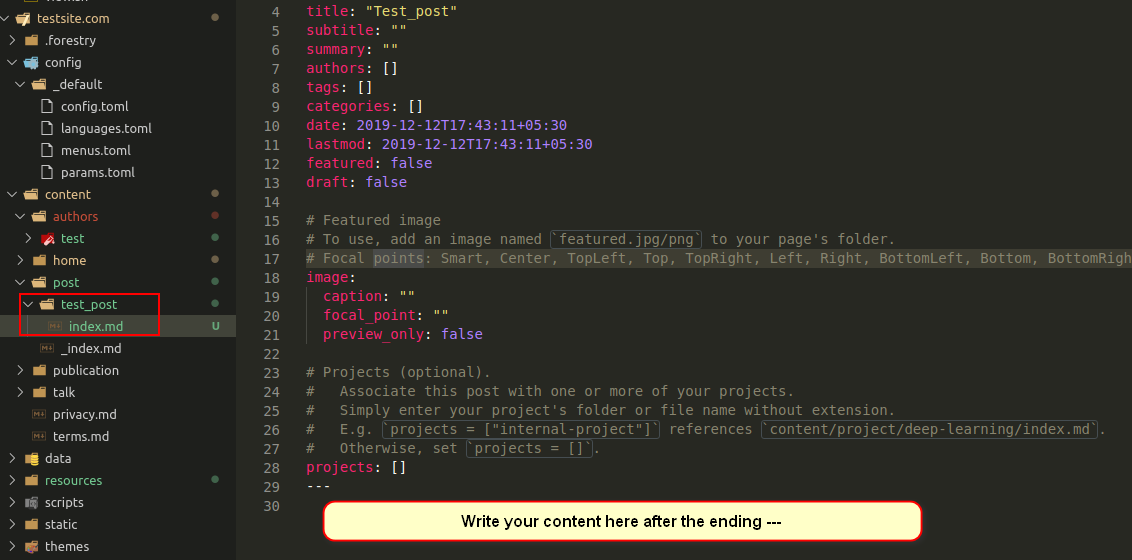 testsite.com
.forestry
config
_default
config.toml
languages.toml
menus.toml
params.toml
content
authors
test
home
post
test_post
index.md U
_index.md
publication
talk
privacy.md
terms.md
data
resources
scripts
static
themes
4 title: "Test_post"
5 subtitle: ""
6 summary: ""
7 authors: []
8 tags: []
9 categories: []
10 date: 2019-12-12T17:43:11+05:30
11 lastmod: 2019-12-12T17:43:11+05:30
12 featured: false
13 draft: false
14
15 # Featured image
16 # To use, add an image named `featured.jpg/png` to your page's folder.
17 # Focal points: Smart, Center, TopLeft, Top, TopRight, Left, Right, BottomLeft, Bottom, BottomRigh
18 image:
19   caption: ""
20   focal_point: ""
21   preview_only: false
22
23 # Projects (optional).
24 #   Associate this post with one or more of your projects.
25 #   Simply enter your project's folder or file name without extension.
26 #   E.g. `projects = ["internal-project"]` references `content/project/deep-learning/index.md`.
27 #   Otherwise, set `projects = []`.
28 projects: []
29 ---
30
Write your content here after the ending ---